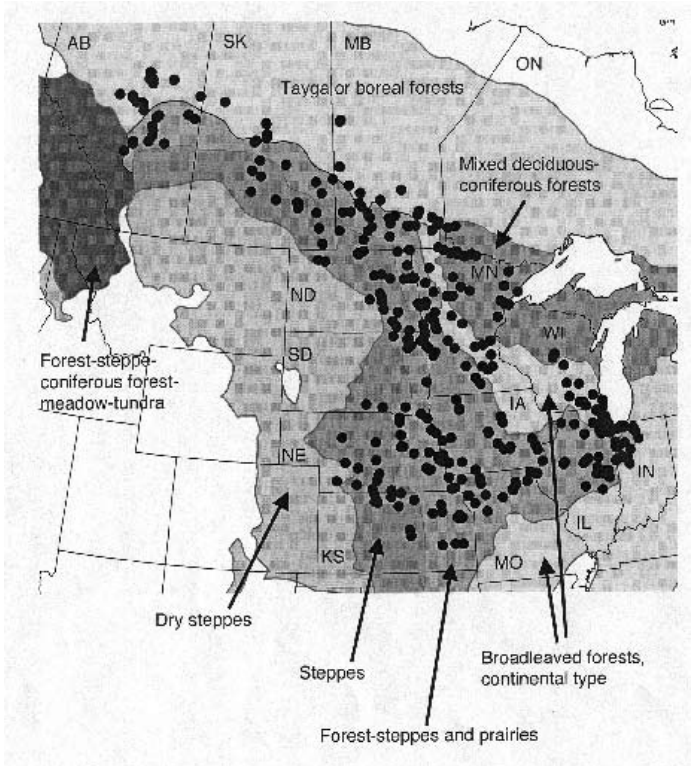 AB
SK
MB
ON
Tayga or boreal forests
Mixed deciduous-
coniferous forests
MN
ND
WI
SD
Forest-steppe-
coniferous forest-
meadow-tundra
IA
NE
IN
IL
KS
MO
Dry steppes
Steppes
Broadleaved forests,
continental type
Forest-steppes and prairies